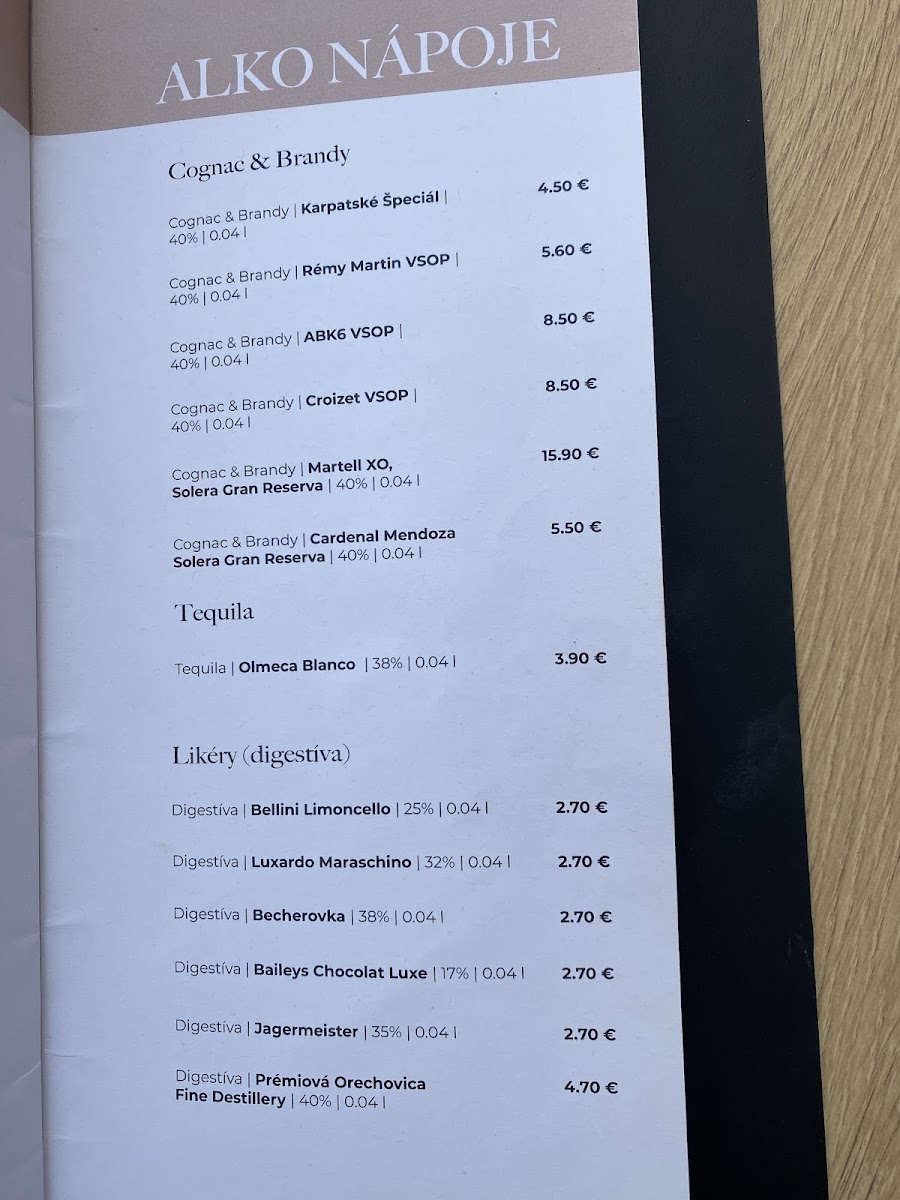 ALKO NÁPOJE
Cognac & Brandy
Cognac & Brandy | Karpatské Špeciál | 4.50 €
40% | 0.04 l
Cognac & Brandy | Rémy Martin VSOP | 5.60 €
40% | 0.04 l
Cognac & Brandy | ABK6 VSOP | 8.50 €
40% | 0.04 l
Cognac & Brandy | Croizet VSOP | 8.50 €
40% | 0.04 l
Cognac & Brandy | Martell XO, 15.90 €
Solera Gran Reserva | 40% | 0.04 l
Cognac & Brandy | Cardenal Mendoza 5.50 €
Solera Gran Reserva | 40% | 0.04 l
Tequila
Tequila | Olmeca Blanco | 38% | 0.04 l 3.90 €
Likéry (digestíva)
Digestíva | Bellini Limoncello | 25% | 0.04 l 2.70 €
Digestíva | Luxardo Maraschino | 32% | 0.04 l 2.70 €
Digestíva | Becherovka | 38% | 0.04 l 2.70 €
Digestíva | Baileys Chocolat Luxe | 17% | 0.04 l 2.70 €
Digestíva | Jagermeister | 35% | 0.04 l 2.70 €
Digestíva | Prémiová Orechovica 4.70 €
Fine Destillery | 40% | 0.04 l